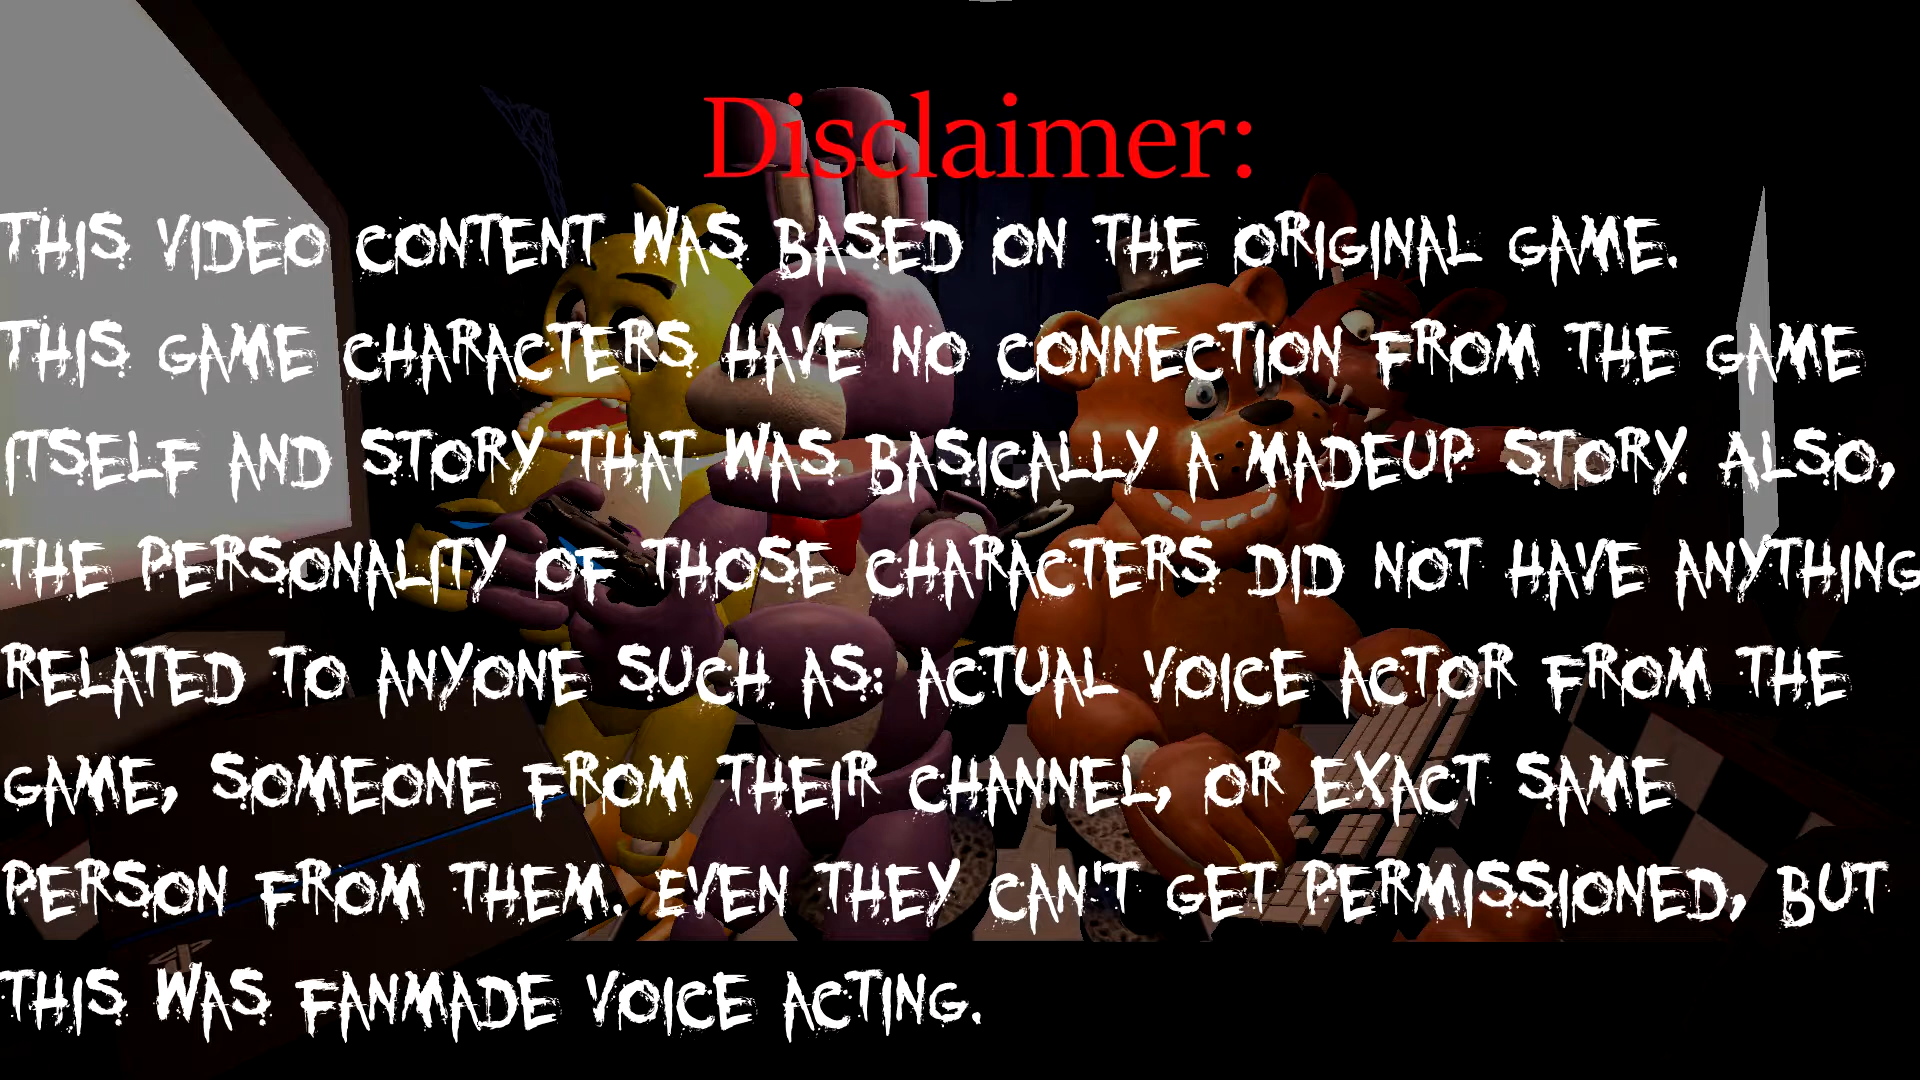 Disclaimer:
THIS VIDEO CONTENT WAS BASED ON THE ORIGINAL GAME.
THIS GAME CHARACTERS HAVE NO CONNECTION FROM THE GAME
ITSELF AND STORY THAT WAS BASICALLY A MADEUP STORY. ALSO,
THE PERSONALITY OF THOSE CHARACTERS DID NOT HAVE ANYTHING
RELATED TO ANYONE SUCH AS: ACTUAL VOICE ACTOR FROM THE
GAME, SOMEONE FROM THEIR CHANNEL, OR EXACT SAME
PERSON FROM THEM. EVEN THEY CAN'T GET PERMISSIONED, BUT
THIS WAS FANMADE VOICE ACTING.